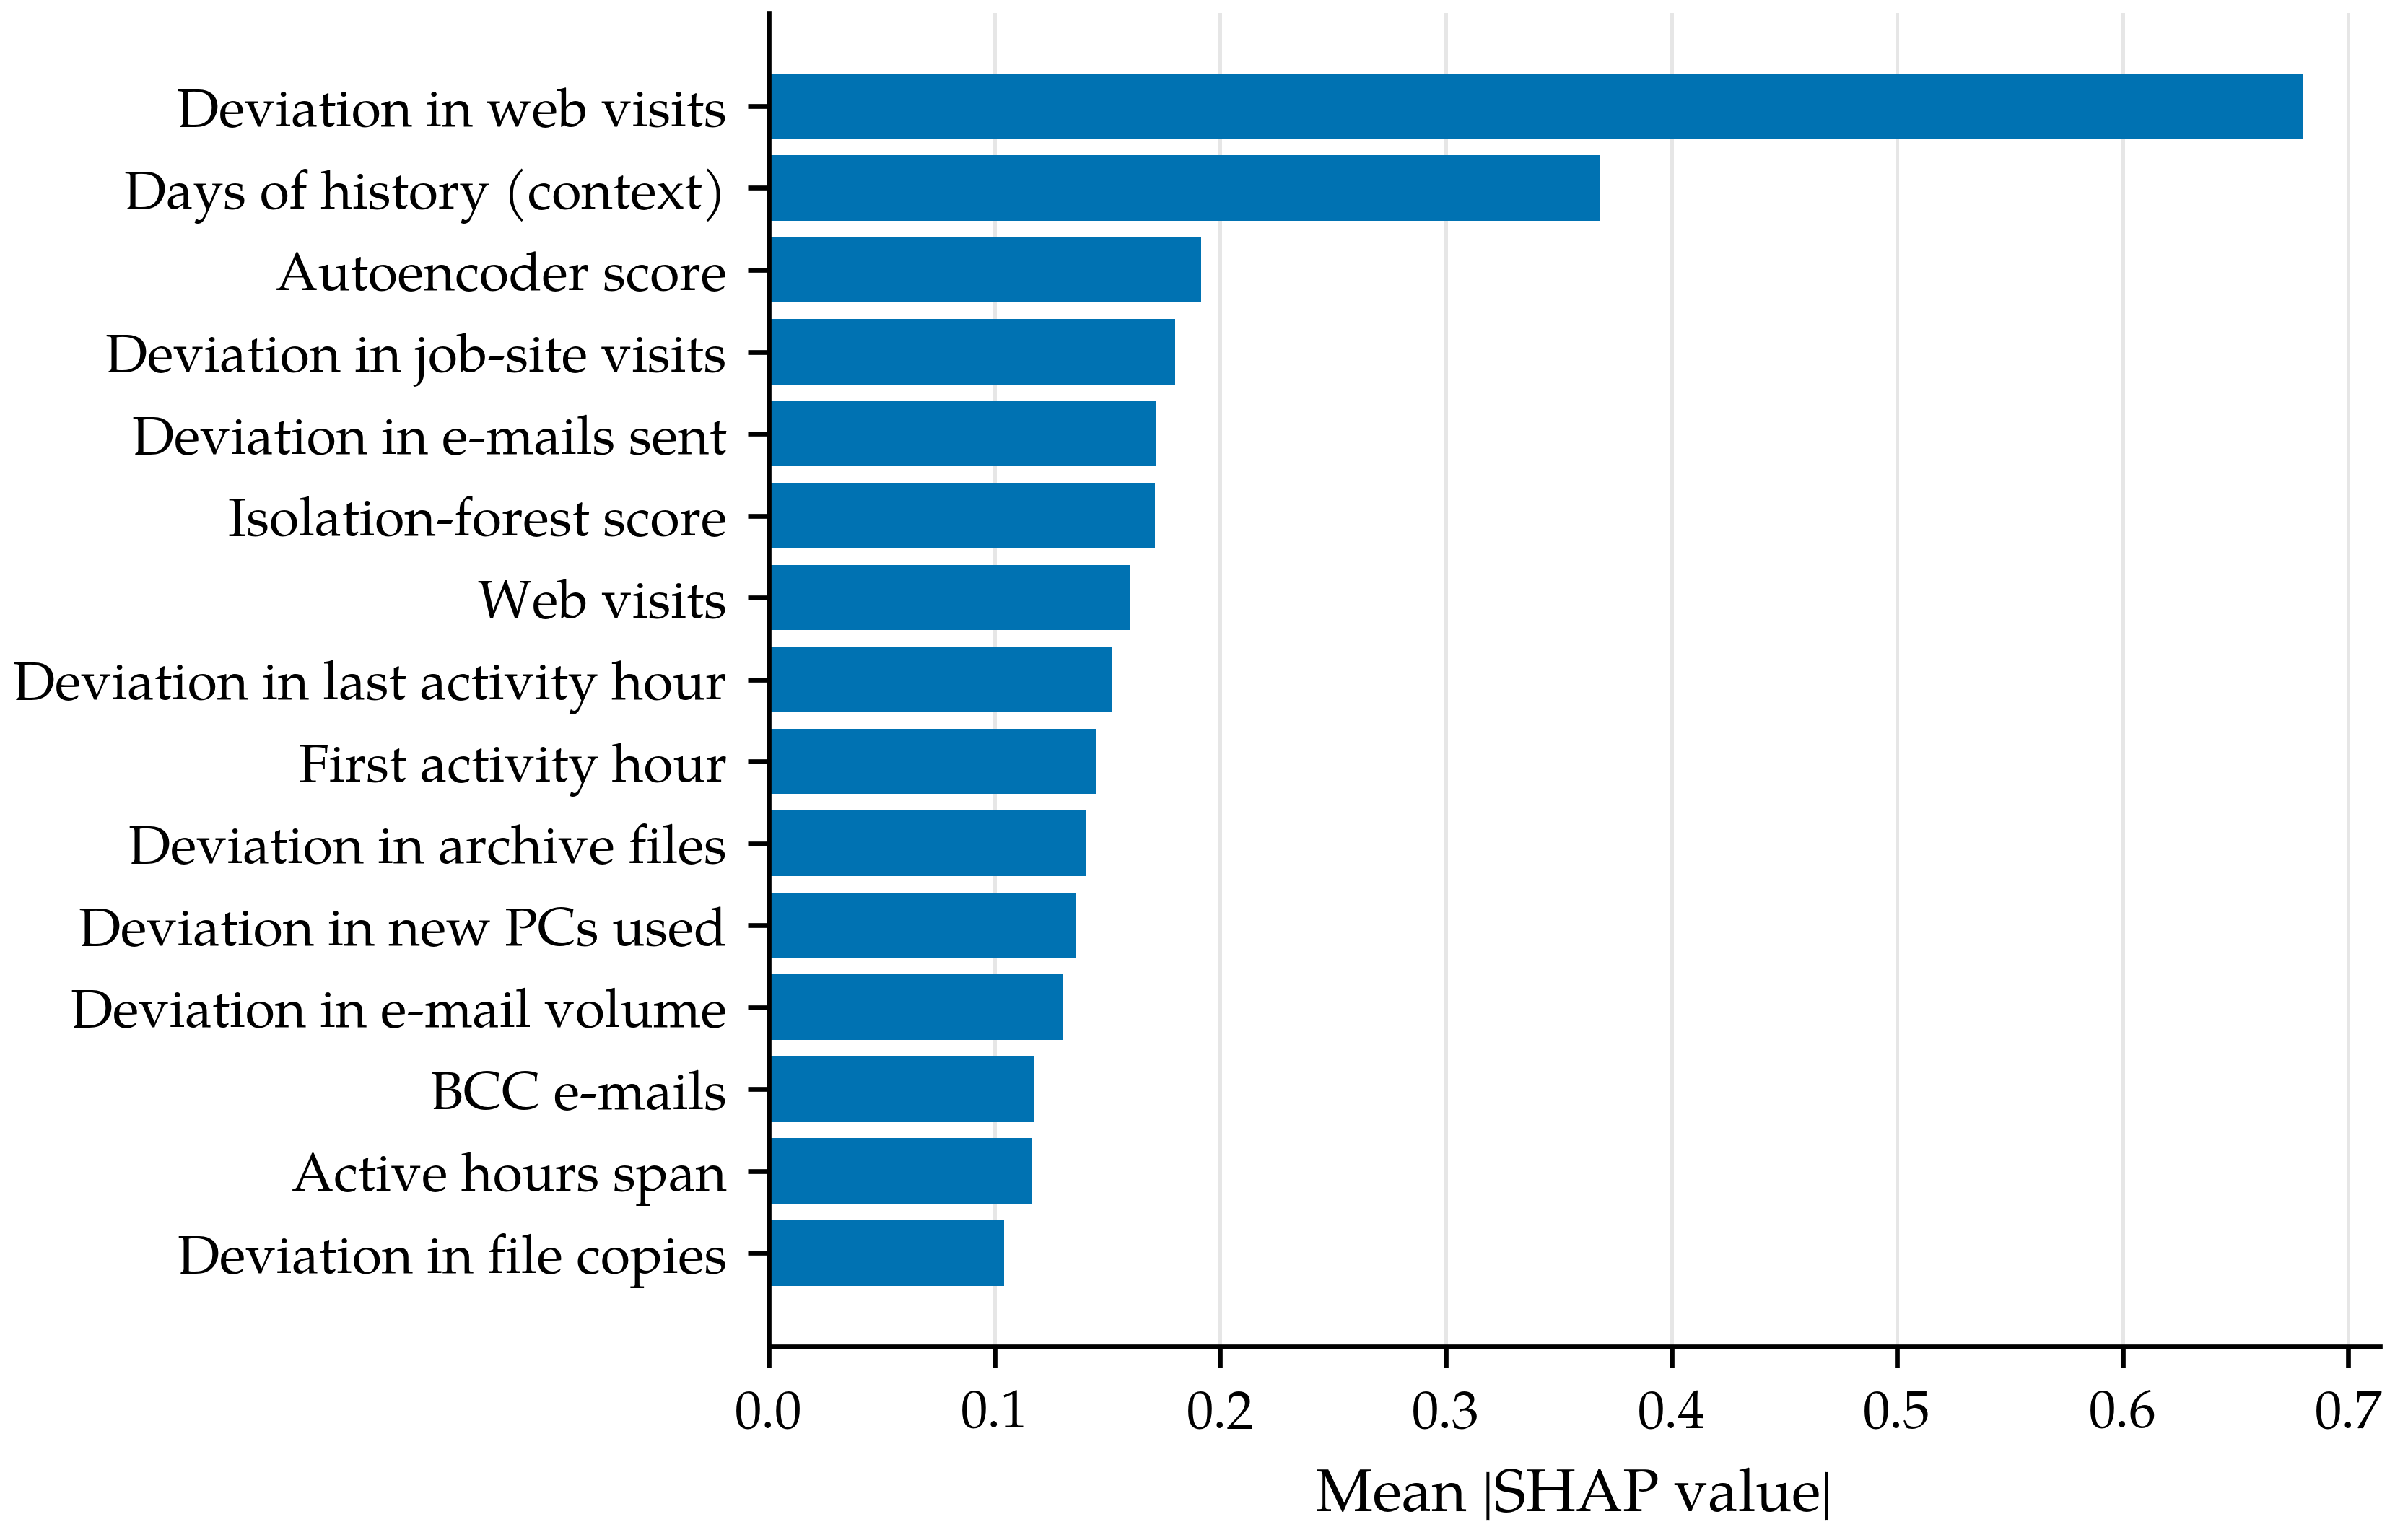 Deviation in web visits
Days of history (context)
Autoencoder score
Deviation in job-site visits
Deviation in e-mails sent
Isolation-forest score
Web visits
Deviation in last activity hour
First activity hour
Deviation in archive files
Deviation in new PCs used
Deviation in e-mail volume
BCC e-mails
Active hours span
Deviation in file copies
0.0 0.1 0.2 0.3 0.4 0.5 0.6 0.7
Mean |SHAP value|